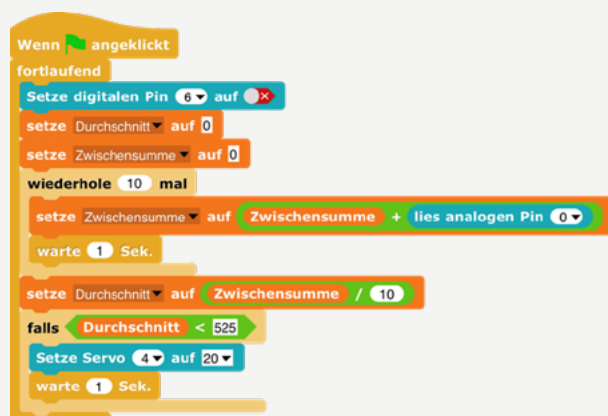 Wenn angeklickt
fortlaufend
Setze digitalen Pin 6 auf
setze Durchschnitt auf 0
setze Zwischensumme auf 0
wiederhole 10 mal
setze Zwischensumme auf Zwischensumme + lies analogen Pin 0
warte 1 Sek.
setze Durchschnitt auf Zwischensumme / 10
falls Durchschnitt < 525
Setze Servo 4 auf 20
warte 1 Sek.